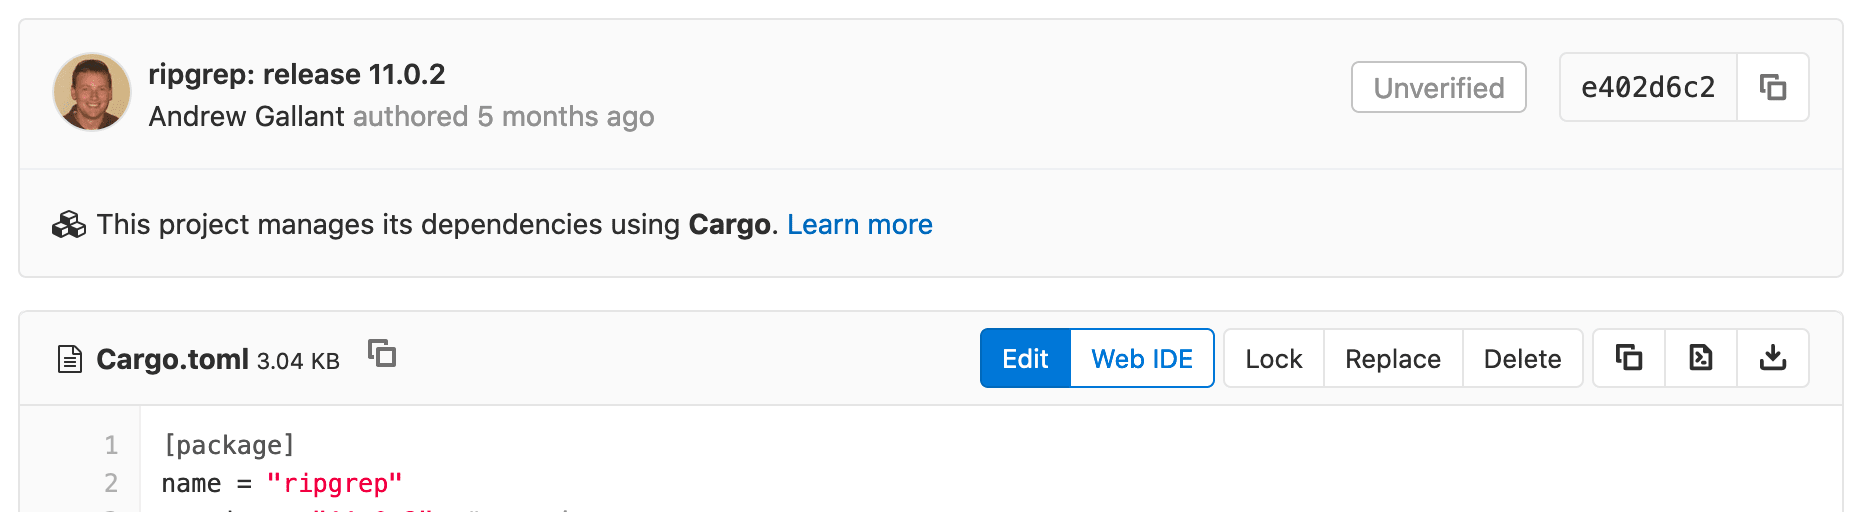 ripgrep: release 11.0.2
Andrew Gallant authored 5 months ago
Unverified
e402d6c2
This project manages its dependencies using Cargo. Learn more
Cargo.toml 3.04 KB
Edit Web IDE Lock Replace Delete
1 [package]
2 name = "ripgrep"